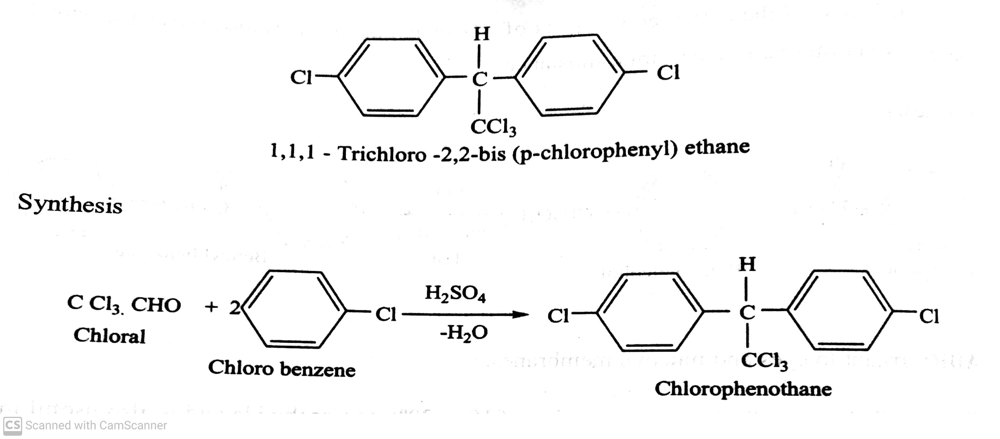 H
Cl C Cl
CCl3
1,1,1 - Trichloro -2,2-bis (p-chlorophenyl) ethane
Synthesis
C Cl3. CHO + 2 Cl H2SO4 Cl H C Cl
-H2O
Chloral
CCl3
Chloro benzene
Chlorophenothane
CS Scanned with CamScanner